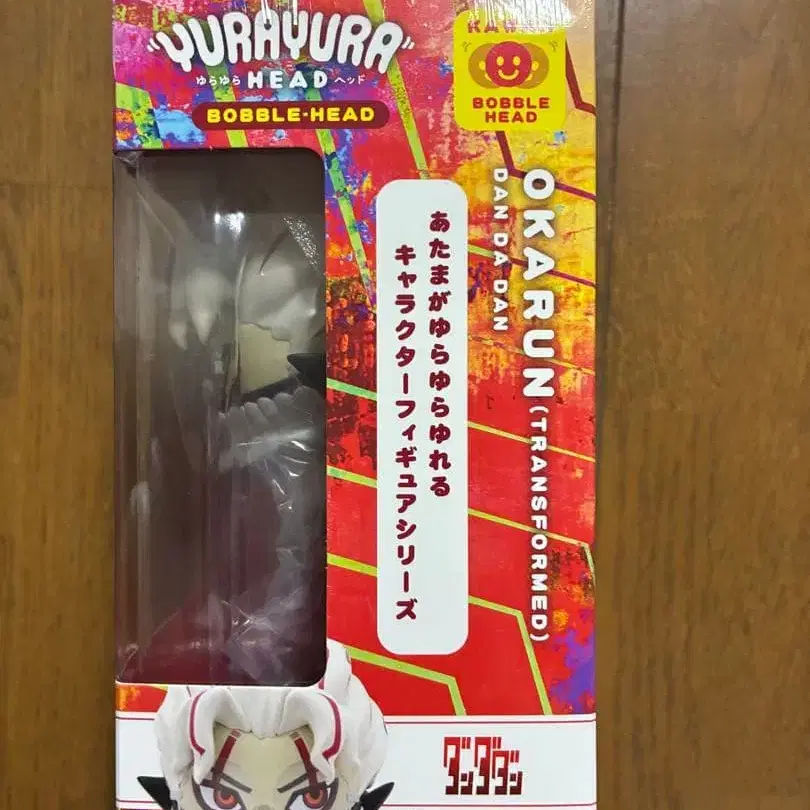 "YURAYURA"
ゆらゆら HEAD ヘッド
BOBBLE-HEAD
BOBBLE
HEAD
OKARUN (TRANSFORMED)
DAN DA DAN
あたまがゆらゆらゆれる
キャラクターフィギュアシリーズ
ダンダダン